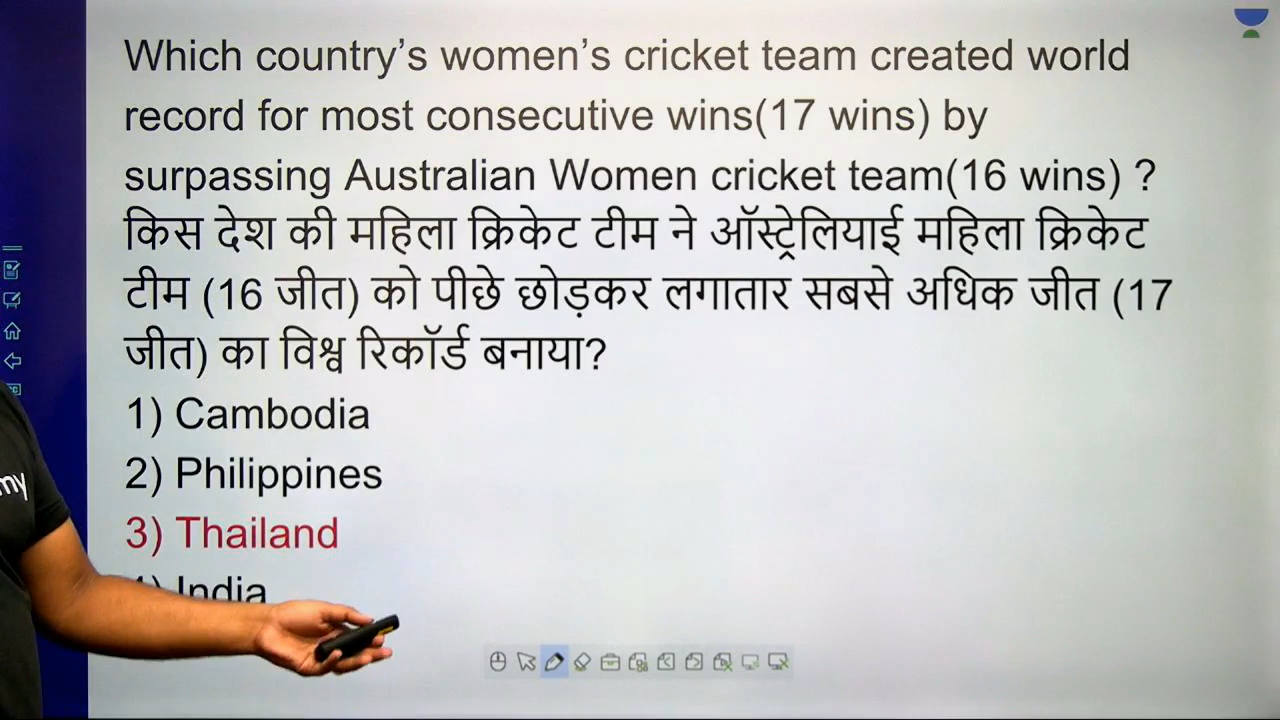 Which country’s women’s cricket team created world
record for most consecutive wins(17 wins) by
surpassing Australian Women cricket team(16 wins) ?
किस देश की महिला क्रिकेट टीम ने ऑस्ट्रेलियाई महिला क्रिकेट
टीम (16 जीत) को पीछे छोड़कर लगातार सबसे अधिक जीत (17
जीत) का विश्व रिकॉर्ड बनाया?
1) Cambodia
2) Philippines
3) Thailand
4) India
my